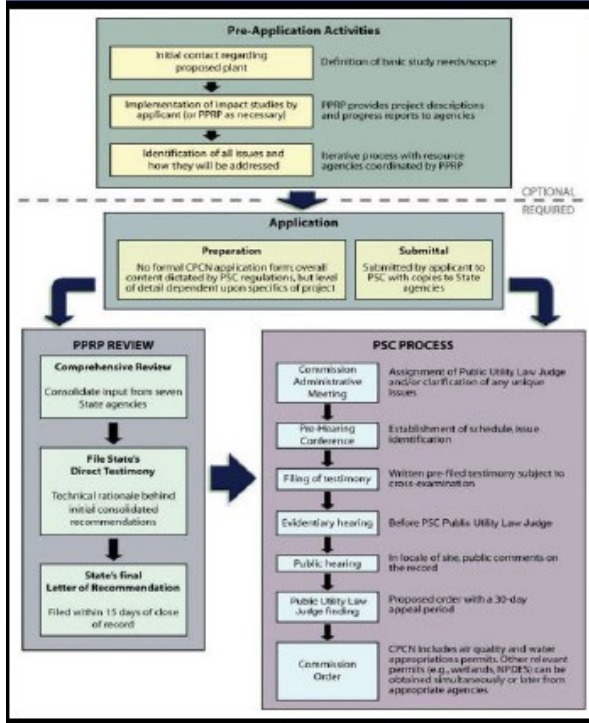 Pre-Application Activities
Initial contact regarding
proposed plant
Definition of basic study needs/scope
Implementation of impact studies by
applicant (or PPRP as necessary)
PPRP provides project descriptions
and progress reports to agencies
Identification of all issues and
how they will be addressed
Iterative process with resource
agencies coordinated by PPRP
OPTIONAL
REQUIRED
Application
Preparation
No formal CPCN application form; overall
content dictated by PSC regulations, but level
of detail dependent upon specifics of project
Submittal
Submitted by applicant to
PSC with copies to State
agencies
PPRP REVIEW
Comprehensive Review
Consolidate input from seven
State agencies
File State's
Direct Testimony
Technical rationale behind
initial consolidated
recommendations
State's final
Letter of Recommendation
Filed within 15 days of close
of record
PSC PROCESS
Commission
Administrative
Meeting
Assignment of Public Utility Law Judge
and/or clarification of any unique
issues
Pre-Hearing
Conference
Establishment of schedule, issue
identification
Filing of testimony
Written pre-filed testimony subject to
cross-examination
Evidentiary hearing
Before PSC Public Utility Law Judge
Public hearing
In locale of site, public comments on
the record
Public Utility Law
Judge finding
Proposed order with a 30-day
appeal period
Commission
Order
CPCN includes air quality and water
appropriations permits. Other relevant
permits (e.g., wetlands, NPDES) can be
obtained simultaneously or later from
appropriate agencies